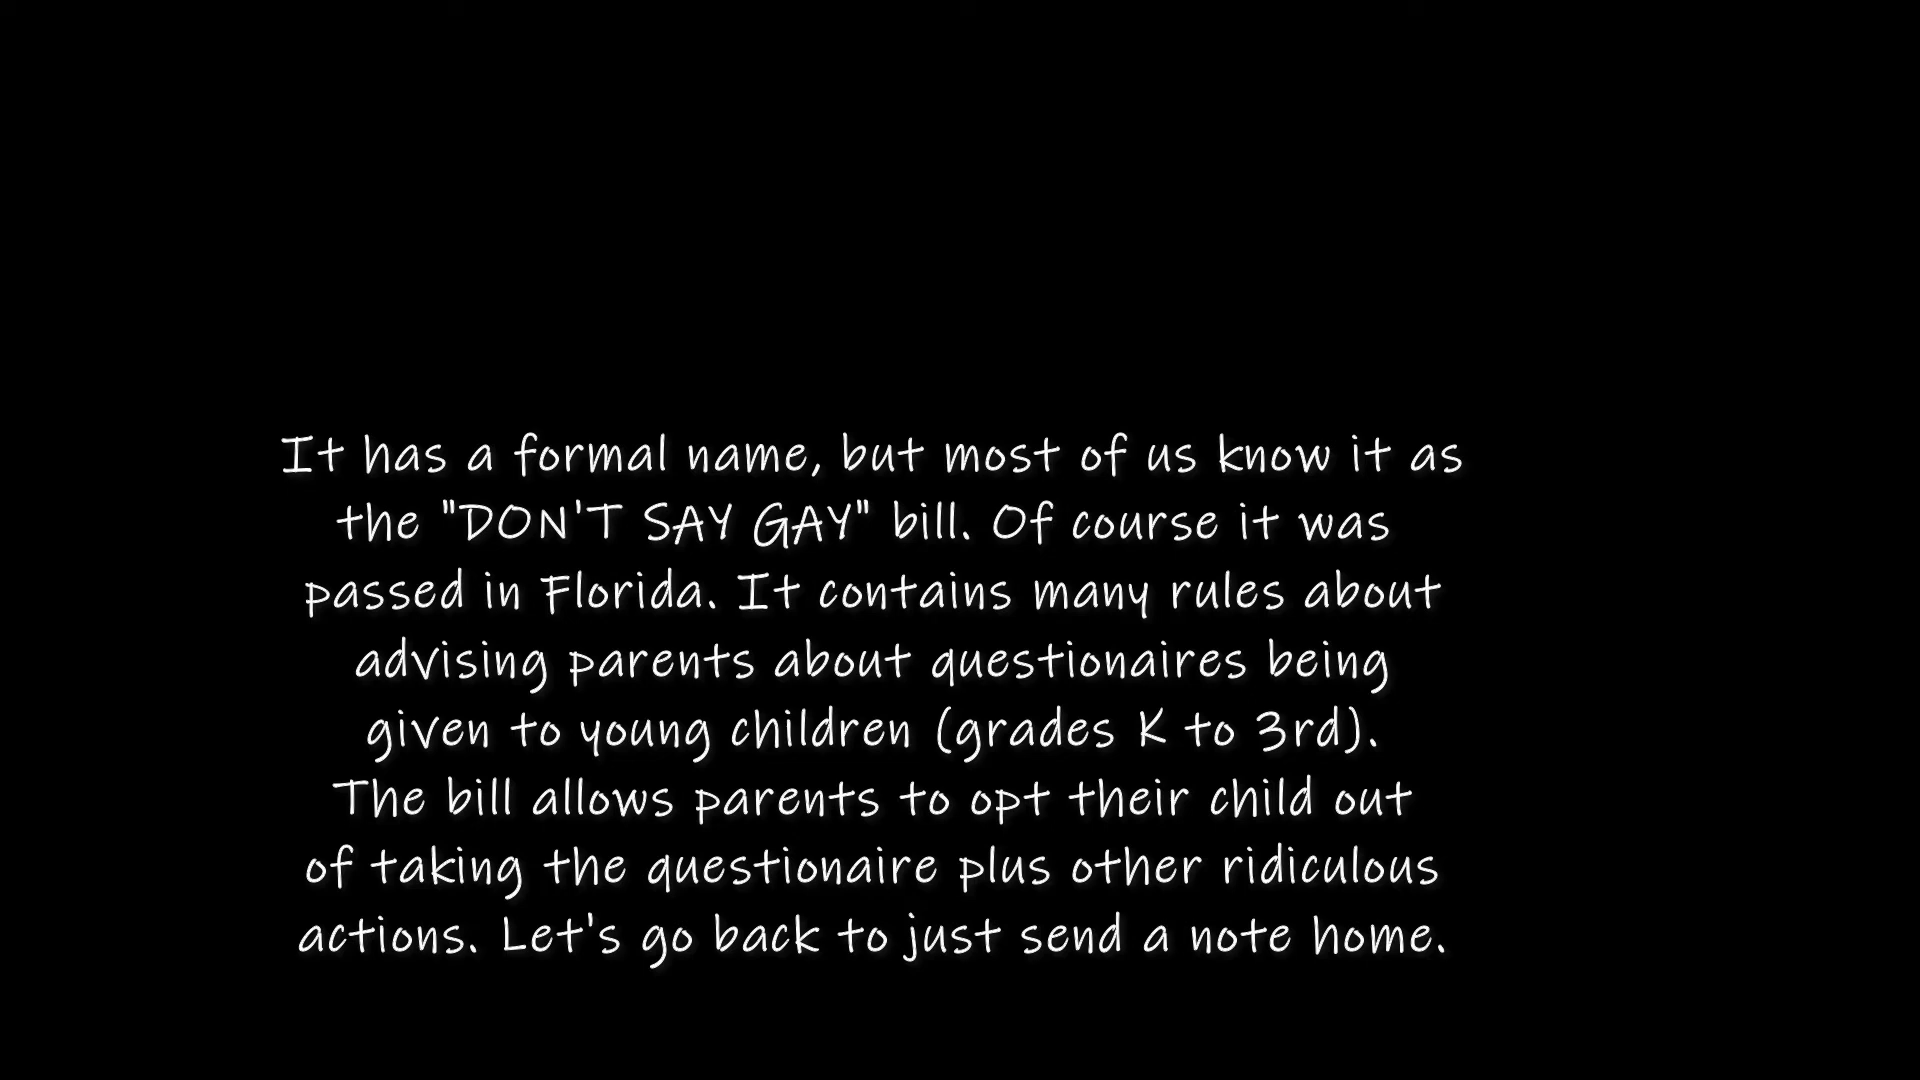 It has a formal name, but most of us know it as
the "DON'T SAY GAY" bill. Of course it was
passed in Florida. It contains many rules about
advising parents about questionaires being
given to young children (grades K to 3rd).
The bill allows parents to opt their child out
of taking the questionaire plus other ridiculous
actions. Let's go back to just send a note home.